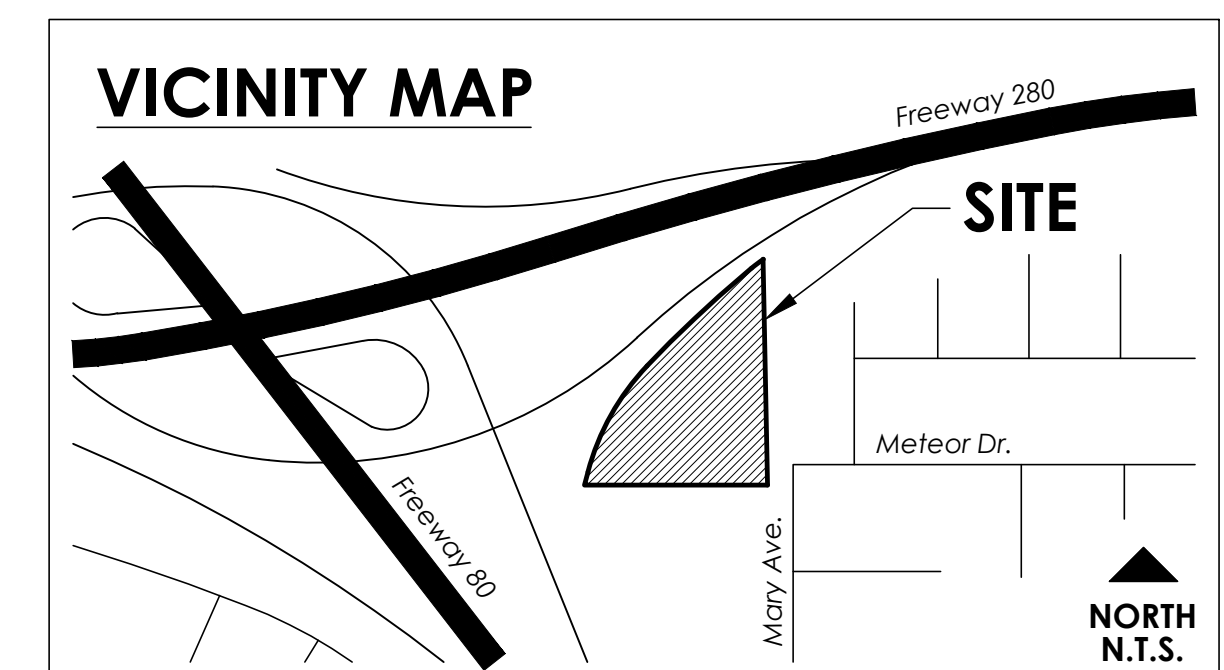 VICINITY MAP
Freeway 280
SITE
Meteor Dr.
Freeway 80
Mary Ave.
NORTH
N.T.S.